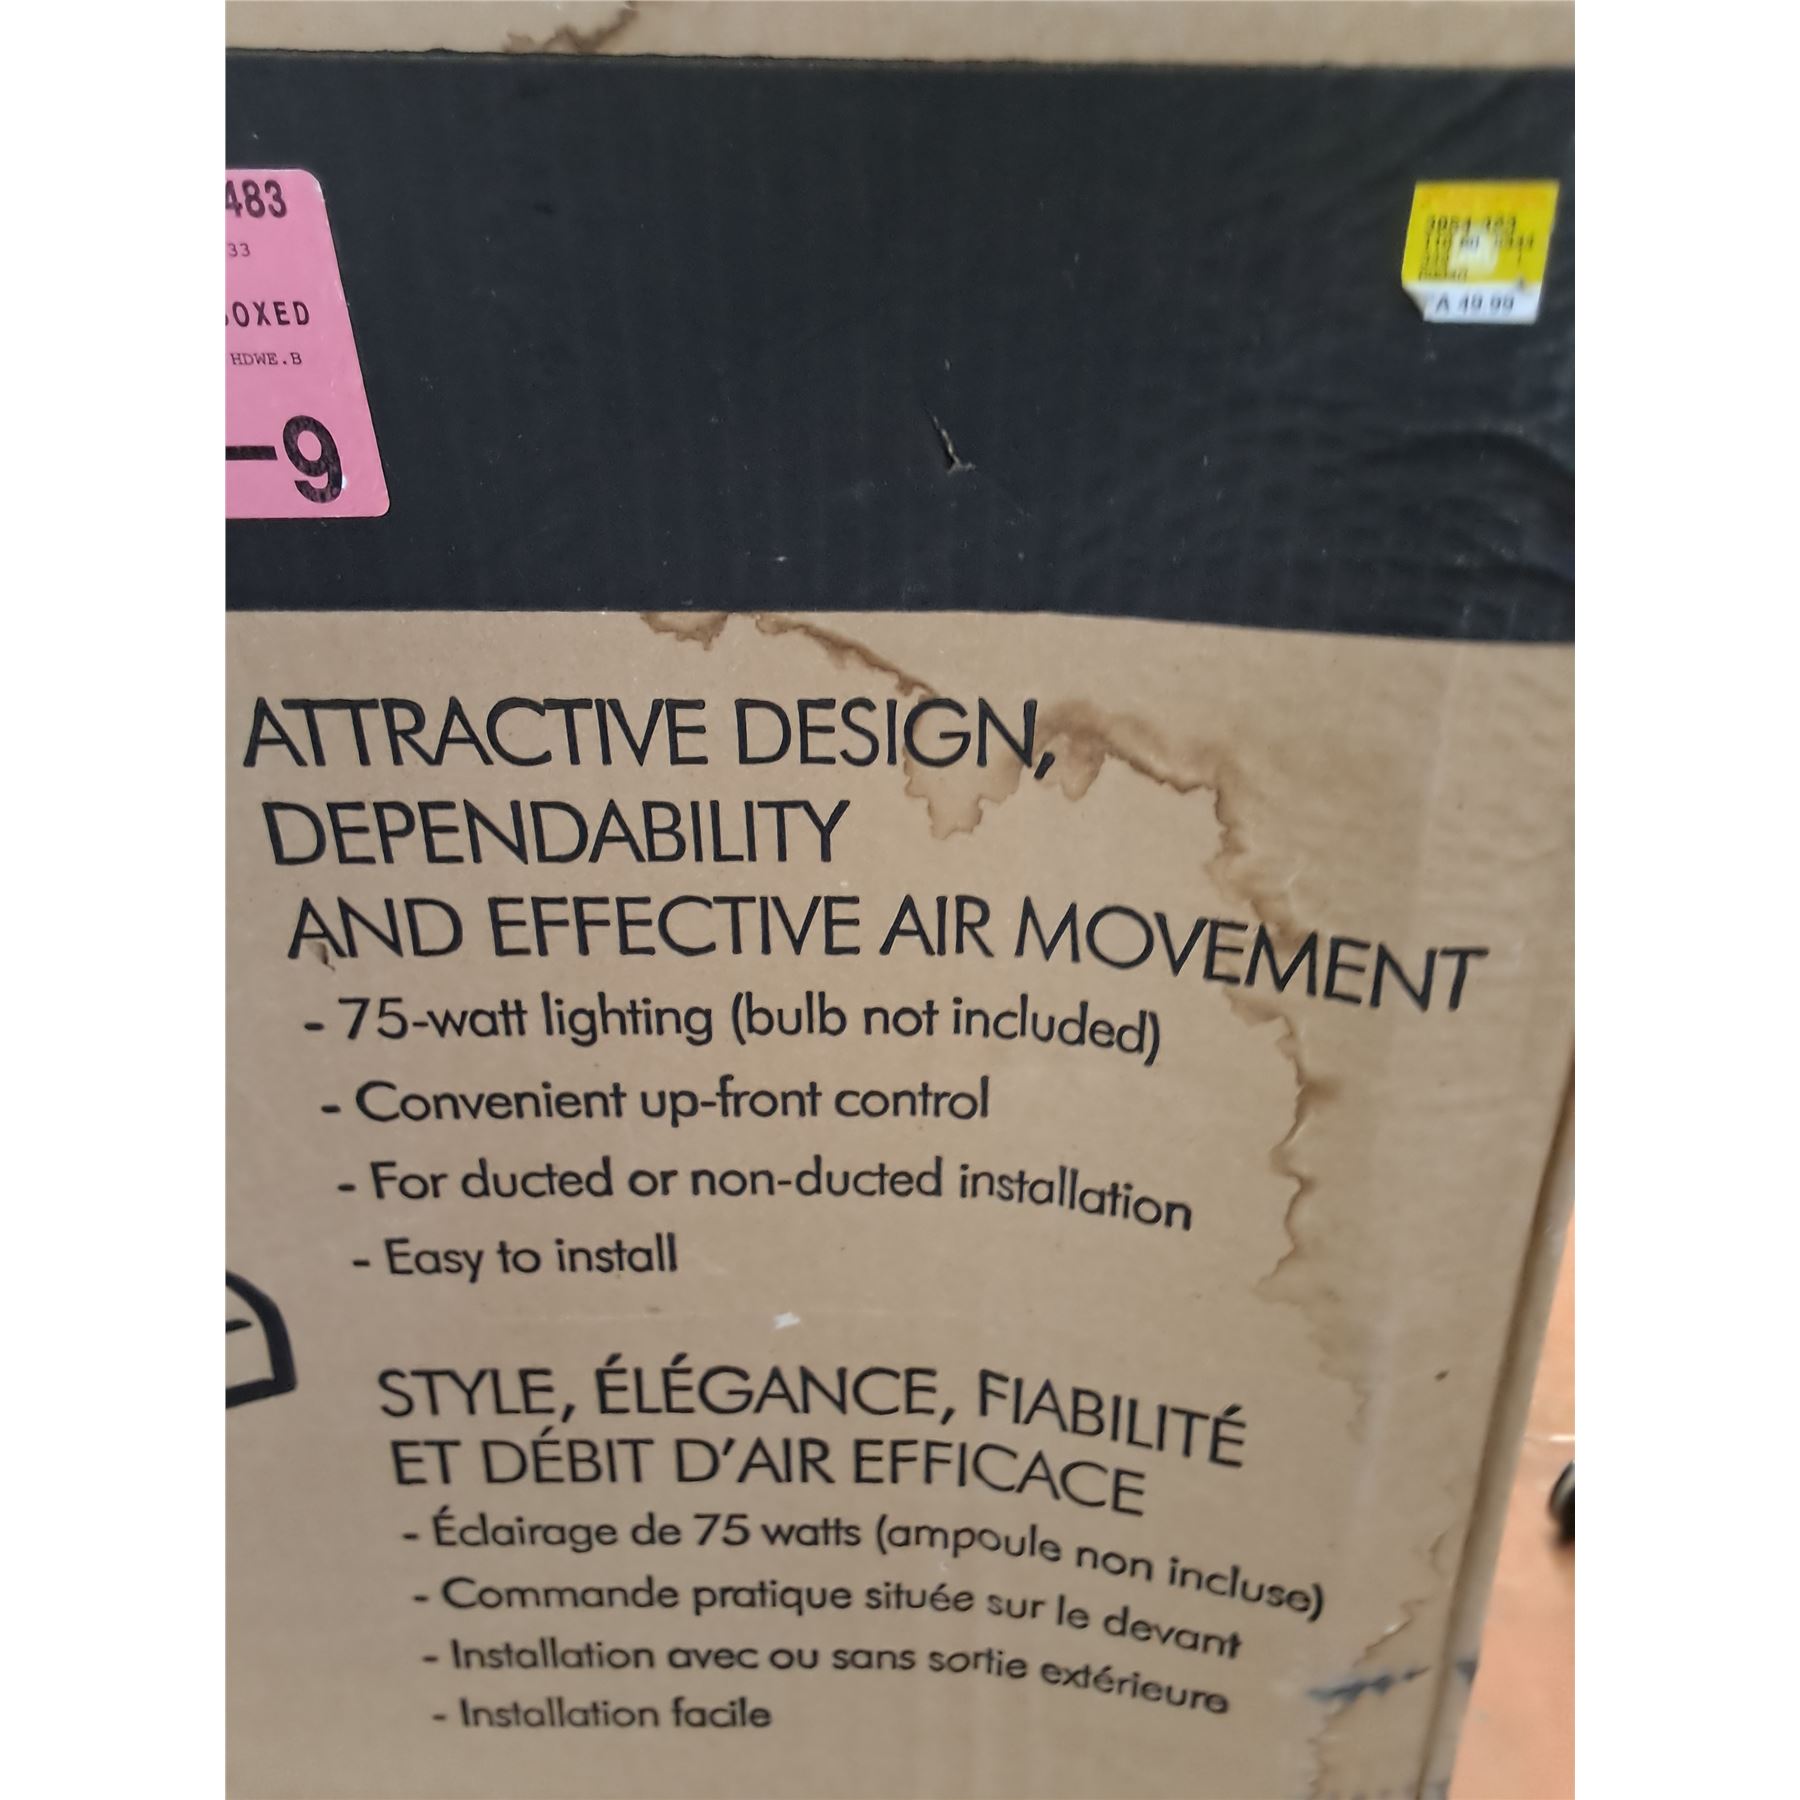 483
33
OXED
HDWE.B
-9
A 49.99
ATTRACTIVE DESIGN,
DEPENDABILITY
AND EFFECTIVE AIR MOVEMENT
- 75-watt lighting (bulb not included)
- Convenient up-front control
- For ducted or non-ducted installation
- Easy to install
STYLE, ÉLÉGANCE, FIABILITÉ
ET DÉBIT D'AIR EFFICACE
- Éclairage de 75 watts (ampoule non incluse)
- Commande pratique située sur le devant
- Installation avec ou sans sortie extérieure
- Installation facile